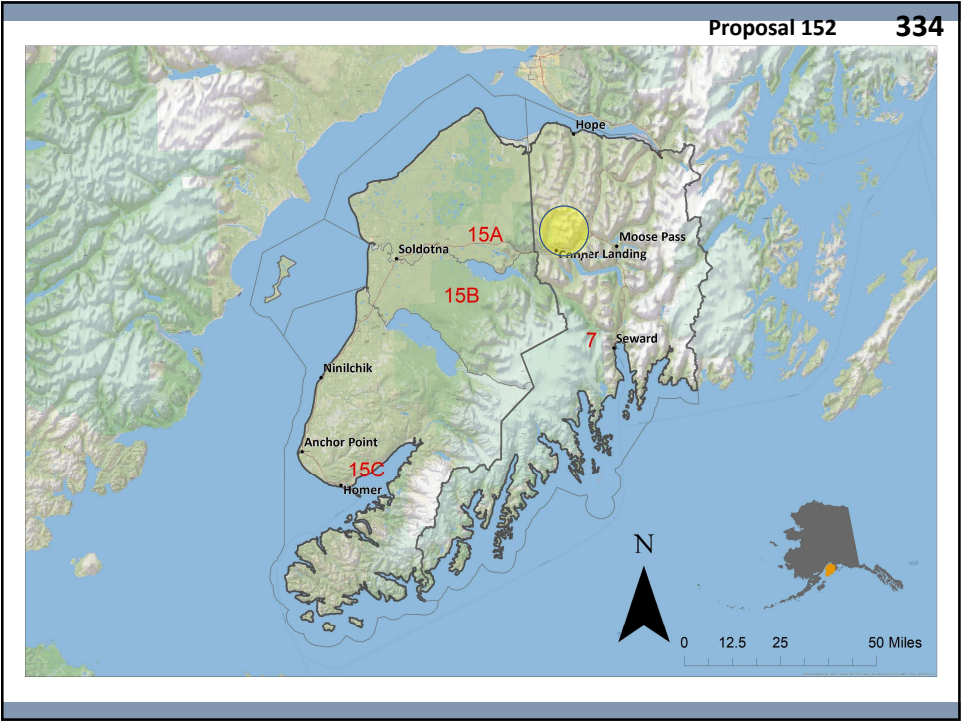 Proposal 152
334
Hope
15A
Moose Pass
Soldotna
Landing
15B
7
Seward
Ninilchik
Anchor Point
15C
Homer
N
0 12.5 25 50 Miles